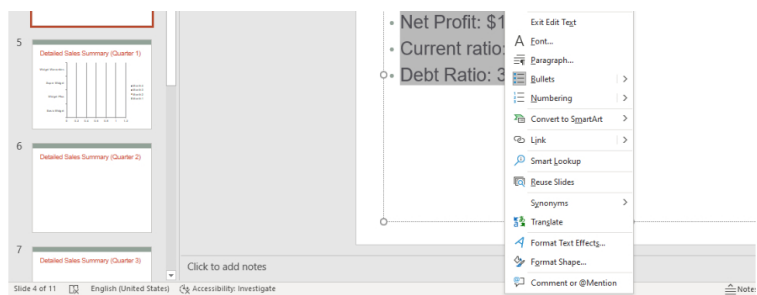 5
Detailed Sales Summary (Quarter 1)
6
Detailed Sales Summary (Quarter 2)
7
Detailed Sales Summary (Quarter 3)
• Net Profit: $1
• Current ratio:
• Debt Ratio: 3
Exit Edit Text
Font...
Paragraph...
Bullets
Numbering
Convert to SmartArt
Link
Smart Lookup
Reuse Slides
Synonyms
Translate
Format Text Effects...
Format Shape...
Comment or @Mention
Click to add notes
Slide 4 of 11 English (United States) Accessibility: Investigate Notes